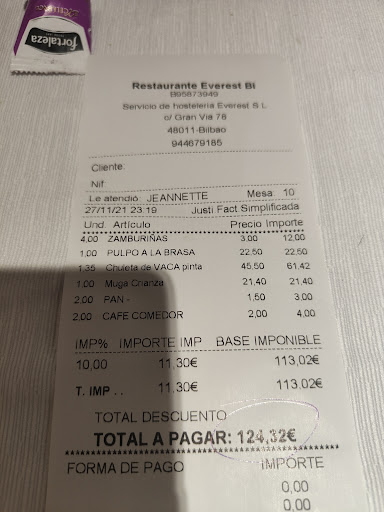 fortaleza
Restaurante Everest BI
B95873949
Servicio de hosteleria Everest S L
c/ Gran Via 78
48011-Bilbao
944679185
Cliente:
Nif:
Le atendió: JEANNETTE Mesa: 10
27/11/21 23:19 Justi Fact Simplificada
Und. Artículo Precio Importe
4,00 ZAMBURIÑAS 3,00 12,00
1,00 PULPO A LA BRASA 22,50 22,50
1,35 Chuleta de VACA pinta 45,50 61,42
1,00 Muga Crianza 21,40 21,40
2,00 PAN - 1,50 3,00
2,00 CAFE COMEDOR 2,00 4,00
IMP% IMPORTE IMP BASE IMPONIBLE
10,00 11,30€ 113,02€
T. IMP . . 11,30€ 113,02€
TOTAL DESCUENTO
TOTAL A PAGAR: 124,32€
FORMA DE PAGO IMPORTE
0,00
0,00